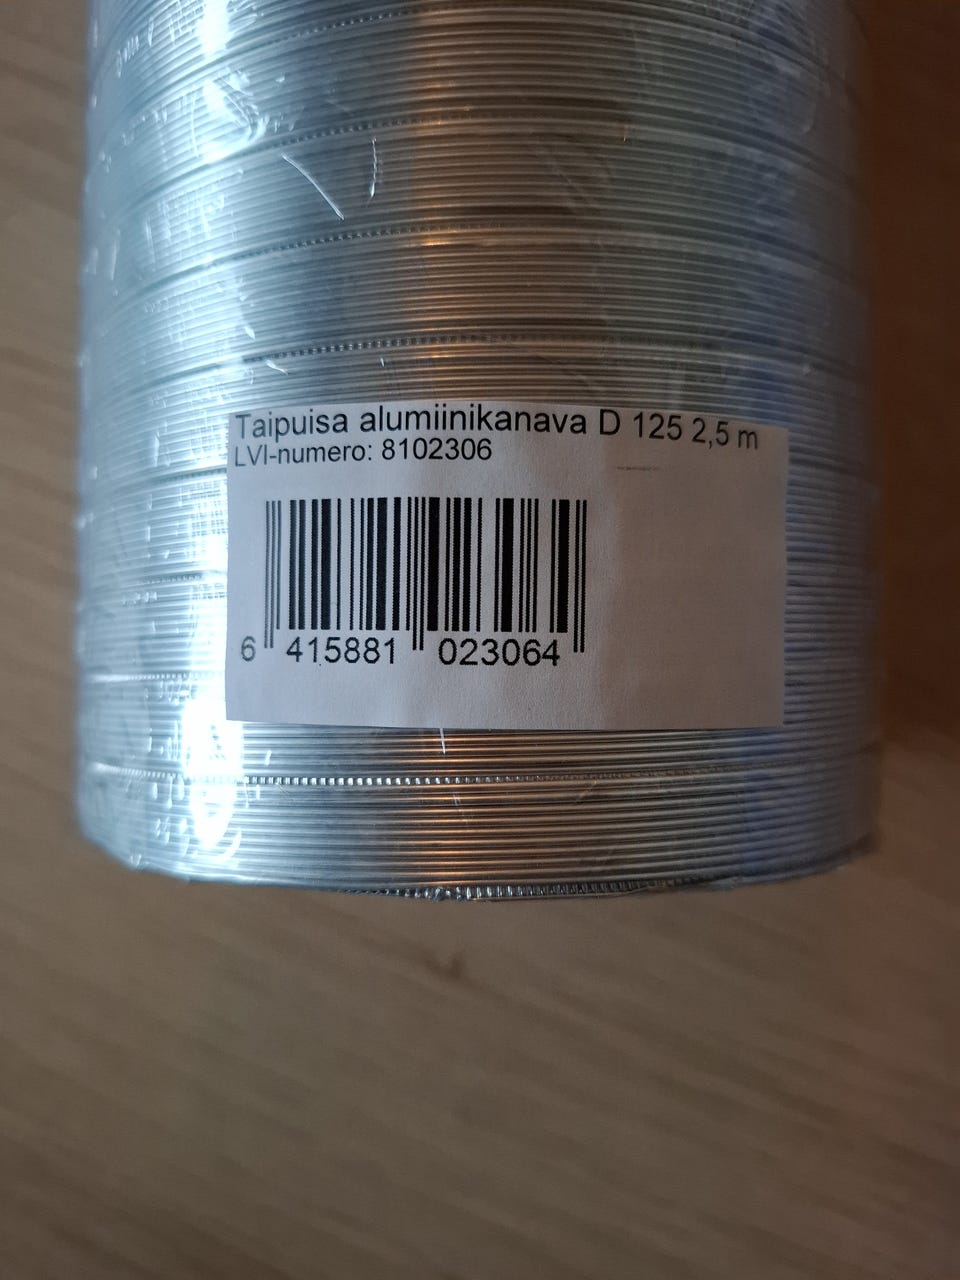 Taipuisa alumiinikanava D 125 2,5 m
LVI-numero: 8102306
6 415881 023064